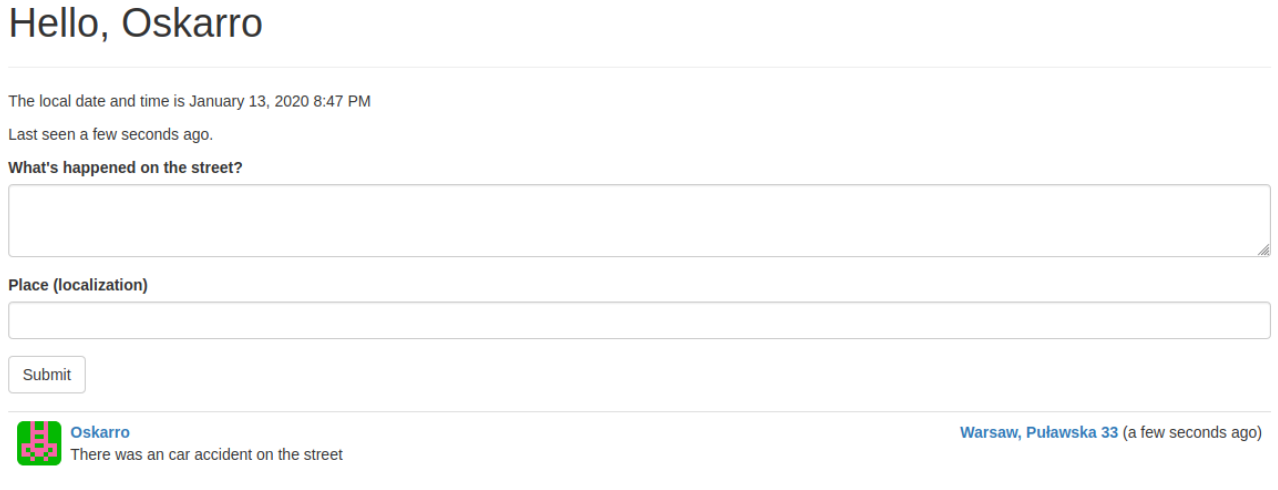 Hello, Oskarro
The local date and time is January 13, 2020 8:47 PM
Last seen a few seconds ago.
What's happened on the street?
Place (localization)
Submit
Oskarro Warsaw, Puławska 33 (a few seconds ago)
There was an car accident on the street